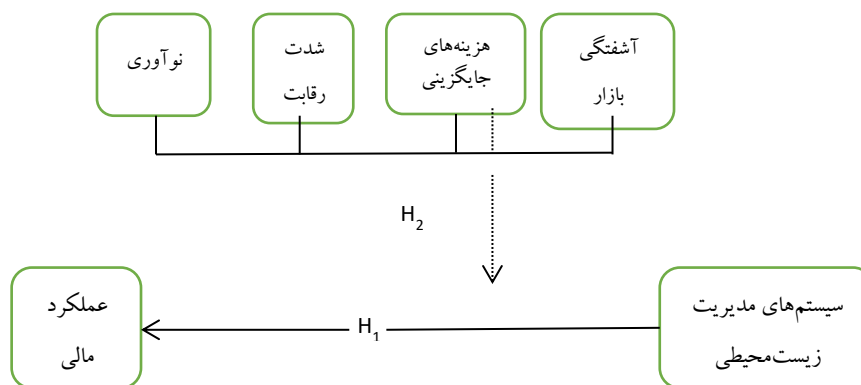 آشفتگی
بازار
هزینه‌های
جایگزینی
شدت
رقابت
نوآوری
H2
سیستم‌های مدیریت
زیست‌محیطی
H1
عملکرد
مالی